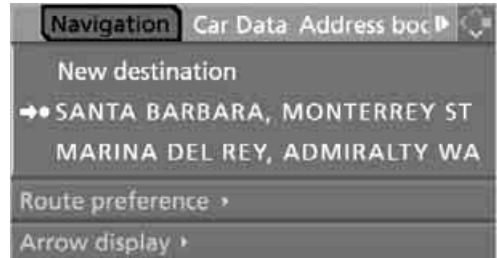 Navigation Car Data Address boo
New destination
SANTA BARBARA, MONTERREY ST
MARINA DEL REY, ADMIRALTY WA
Route preference
Arrow display